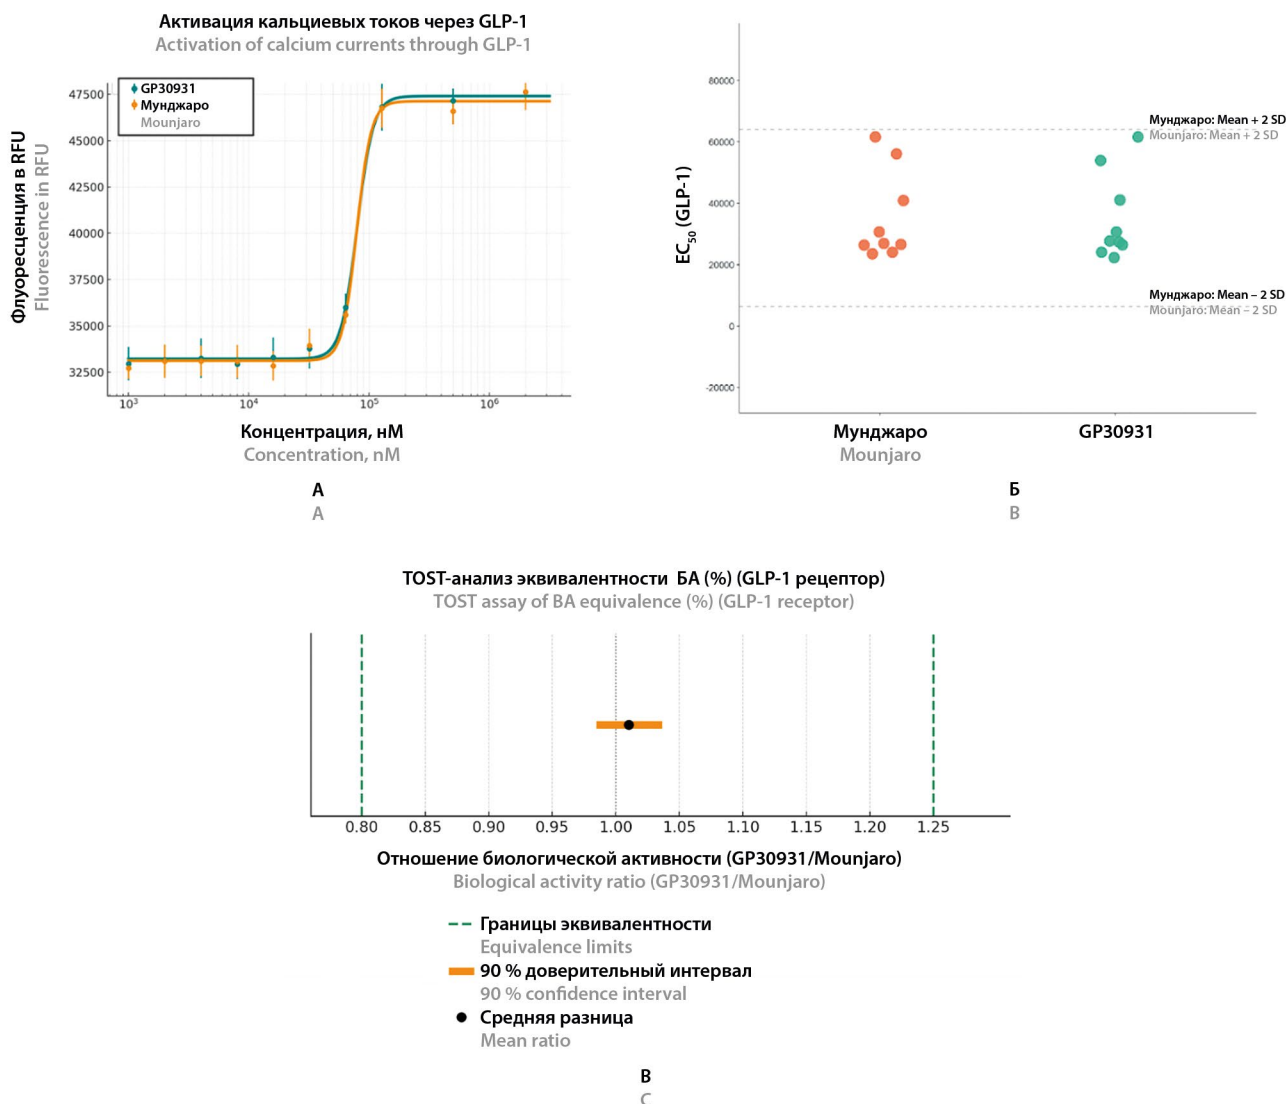 Активация кальциевых токов через GLP-1
Activation of calcium currents through GLP-1
GP30931
Мунджаро
Mounjaro
Флуоресценция в RFU
Fluorescence in RFU
47500
45000
42500
40000
37500
35000
32500
10³ 10⁴ 10⁵ 10⁶
Концентрация, нМ
Concentration, nM
А
A
EC₅₀ (GLP-1)
80000
60000
40000
20000
0
-20000
Мунджаро: Mean + 2 SD
Mounjaro: Mean + 2 SD
Мунджаро: Mean – 2 SD
Mounjaro: Mean – 2 SD
Мунджаро GP30931
Mounjaro
Б
B
TOST-анализ эквивалентности БА (%) (GLP-1 рецептор)
TOST assay of BA equivalence (%) (GLP-1 receptor)
0.80 0.85 0.90 0.95 1.00 1.05 1.10 1.15 1.20 1.25
Отношение биологической активности (GP30931/Mounjaro)
Biological activity ratio (GP30931/Mounjaro)
Границы эквивалентности
Equivalence limits
90 % доверительный интервал
90 % confidence interval
Средняя разница
Mean ratio
В
C